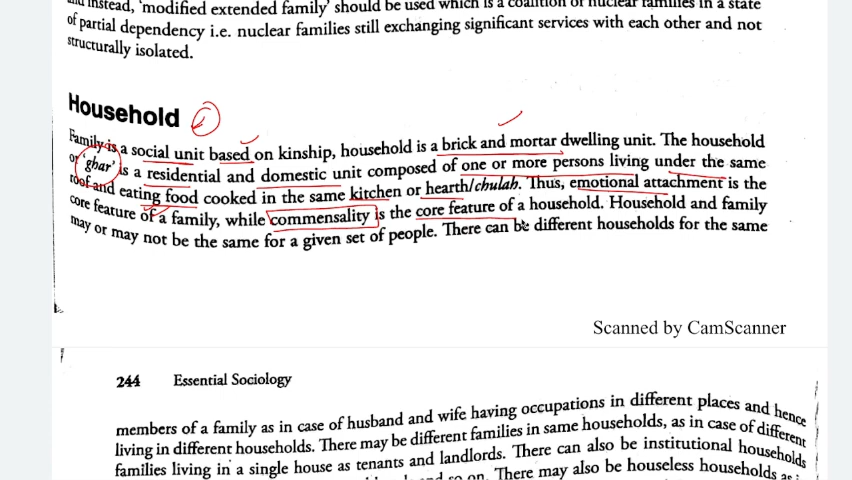 instead, 'modified extended family' should be used which is a coalition of nuclear families in a state
of partial dependency i.e. nuclear families still exchanging significant services with each other and not
structurally isolated.
Household
Family is a social unit based on kinship, household is a brick and mortar dwelling unit. The household
or 'ghar' is a residential and domestic unit composed of one or more persons living under the same
roof and eating food cooked in the same kitchen or hearth/chulah. Thus, emotional attachment is the
core feature of a family, while commensality is the core feature of a household. Household and family
may or may not be the same for a given set of people. There can be different households for the same
Scanned by CamScanner
244 Essential Sociology
members of a family as in case of husband and wife having occupations in different places and hence
living in different households. There may be different families in same households, as in case of different
families living in a single house as tenants and landlords. There can also be institutional households
and so on. There may also be houseless households as